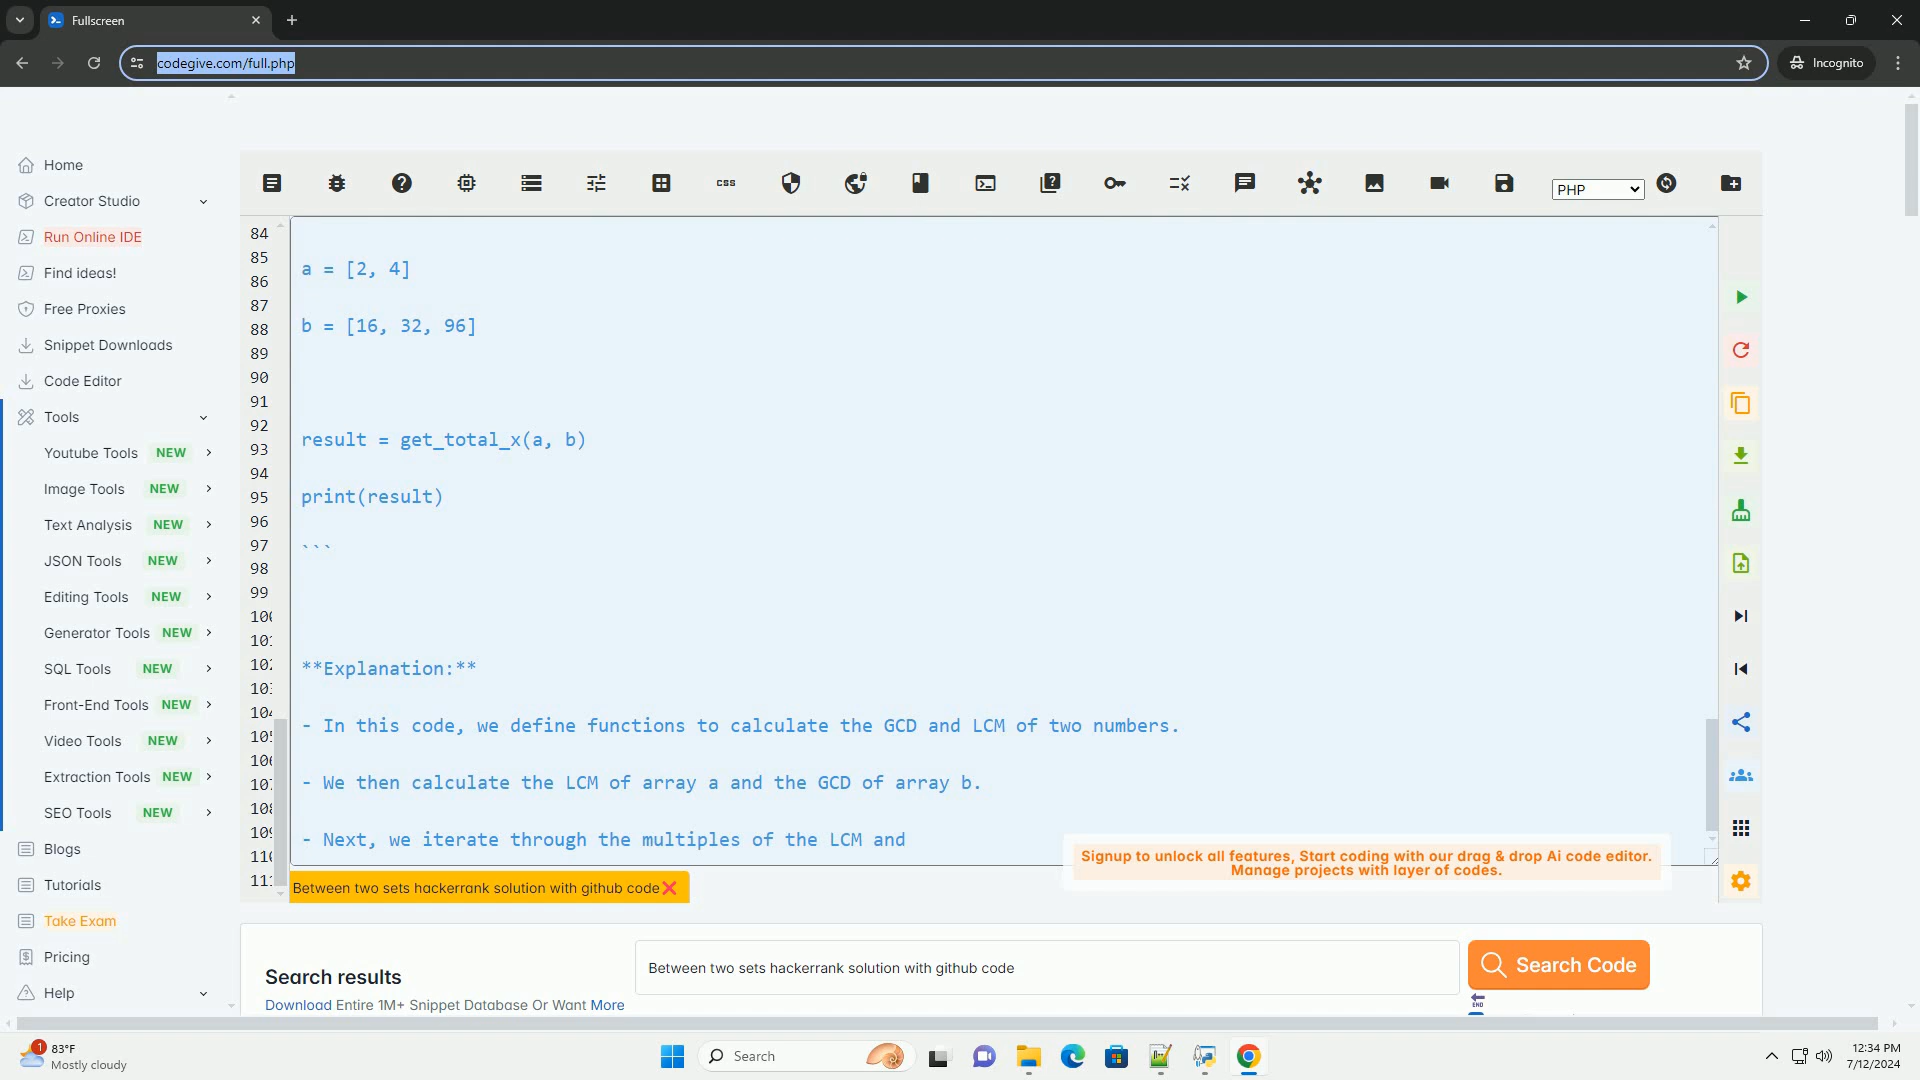 Fullscreen
codegive.com/full.php
Incognito
Home
Creator Studio
Run Online IDE
Find ideas!
Free Proxies
Snippet Downloads
Code Editor
Tools
Youtube Tools NEW
Image Tools NEW
Text Analysis NEW
JSON Tools NEW
Editing Tools NEW
Generator Tools NEW
SQL Tools NEW
Front-End Tools NEW
Video Tools NEW
Extraction Tools NEW
SEO Tools NEW
Blogs
Tutorials
Take Exam
Pricing
Help
css
PHP
84
85
86
87
88
89
90
91
92
93
94
95
96
97
98
99
a = [2, 4]
b = [16, 32, 96]
result = get_total_x(a, b)
print(result)
```
**Explanation:**
- In this code, we define functions to calculate the GCD and LCM of two numbers.
- We then calculate the LCM of array a and the GCD of array b.
- Next, we iterate through the multiples of the LCM and
Signup to unlock all features, Start coding with our drag & drop Ai code editor.
Manage projects with layer of codes.
Between two sets hackerrank solution with github code
Search results
Download Entire 1M+ Snippet Database Or Want More
Between two sets hackerrank solution with github code
Search Code
END
1
83°F
Mostly cloudy
Search
12:34 PM
7/12/2024